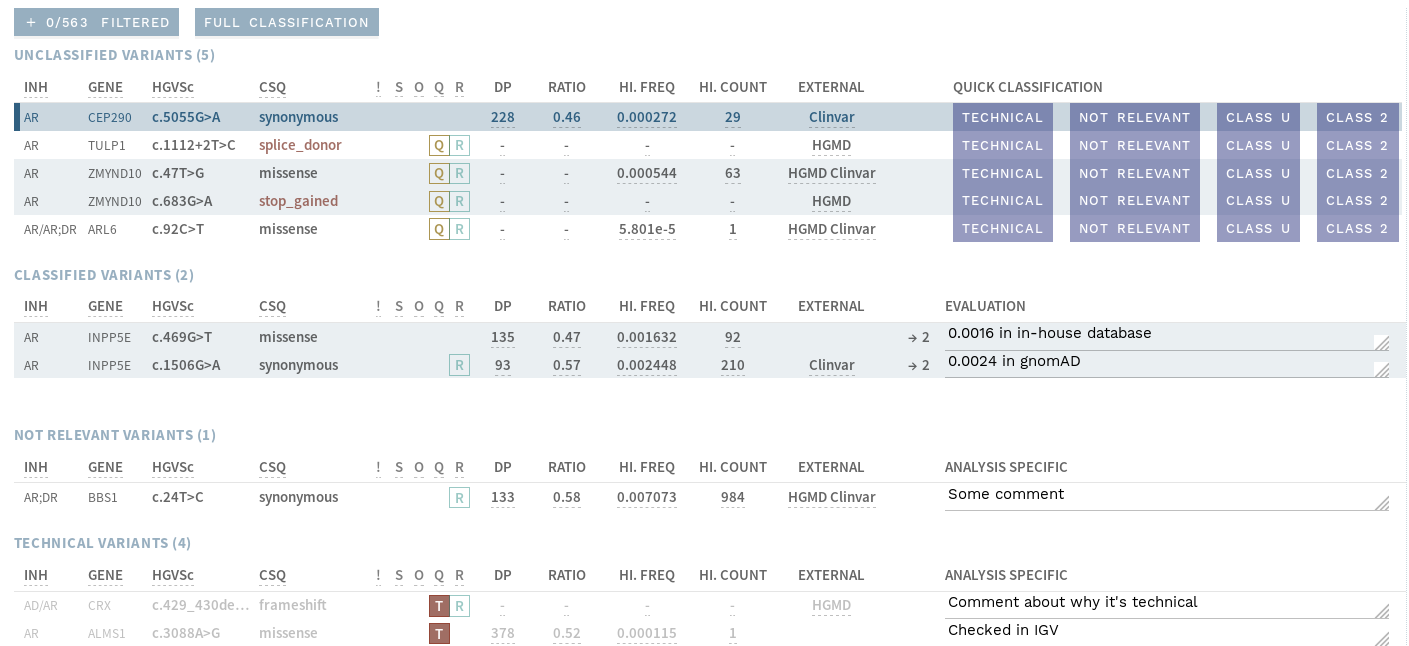 + 0/563 FILTERED FULL CLASSIFICATION
UNCLASSIFIED VARIANTS (5)
INH GENE HGVSc CSQ ! S O Q R DP RATIO HI. FREQ HI. COUNT EXTERNAL QUICK CLASSIFICATION
AR CEP290 c.5055G>A synonymous 228 0.46 0.000272 29 Clinvar TECHNICAL NOT RELEVANT CLASS U CLASS 2
AR TULP1 c.1112+2T>C splice_donor Q R - - - - HGMD TECHNICAL NOT RELEVANT CLASS U CLASS 2
AR ZMYND10 c.47T>G missense Q R - - 0.000544 63 HGMD Clinvar TECHNICAL NOT RELEVANT CLASS U CLASS 2
AR ZMYND10 c.683G>A stop_gained Q R - - - - HGMD TECHNICAL NOT RELEVANT CLASS U CLASS 2
AR/AR;DR ARL6 c.92C>T missense Q R - - 5.801e-5 1 HGMD Clinvar TECHNICAL NOT RELEVANT CLASS U CLASS 2
CLASSIFIED VARIANTS (2)
INH GENE HGVSc CSQ ! S O Q R DP RATIO HI. FREQ HI. COUNT EXTERNAL EVALUATION
AR INPP5E c.469G>T missense 135 0.47 0.001632 92 → 2 0.0016 in in-house database
AR INPP5E c.1506G>A synonymous R 93 0.57 0.002448 210 Clinvar → 2 0.0024 in gnomAD
NOT RELEVANT VARIANTS (1)
INH GENE HGVSc CSQ ! S O Q R DP RATIO HI. FREQ HI. COUNT EXTERNAL ANALYSIS SPECIFIC
AR;DR BBS1 c.24T>C synonymous R 133 0.58 0.007073 984 HGMD Clinvar Some comment
TECHNICAL VARIANTS (4)
INH GENE HGVSc CSQ ! S O Q R DP RATIO HI. FREQ HI. COUNT EXTERNAL ANALYSIS SPECIFIC
AD/AR CRX c.429_430de... frameshift T R - - - - HGMD Comment about why it's technical
AR ALMS1 c.3088A>G missense T 378 0.52 0.000115 1 Checked in IGV